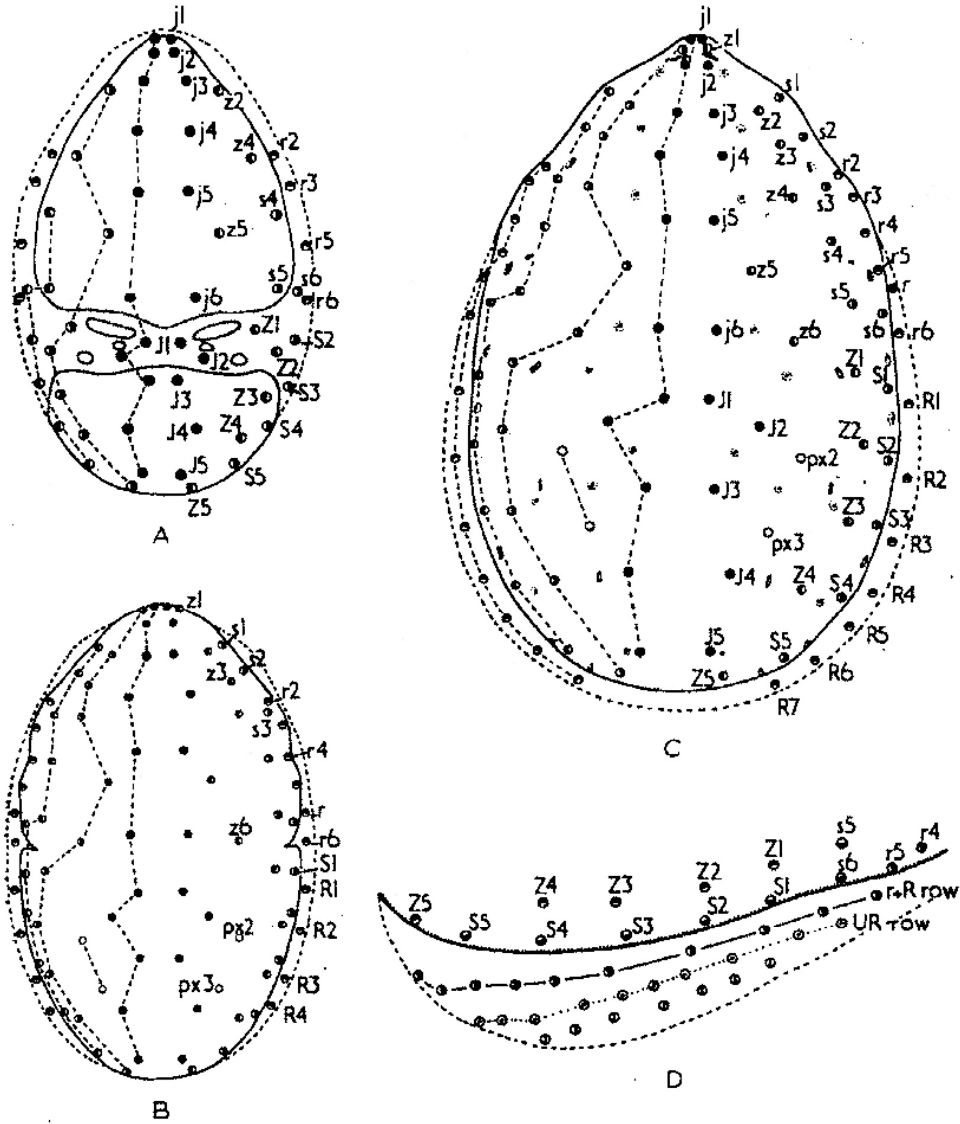 j1
j2
j3
z2
j4
z4
r2
r3
j5
s4
z5
r5
s5
s6
j6
r6
Z1
J1
S2
J2
Z2
J3
Z3
S3
J4
Z4
S4
J5
S5
Z5
A
z1
s1
s2
z3
r2
s3
r4
r
z6
r6
S1
R1
px2
R2
px3
R3
R4
B
j1
z1
j2
s1
j3
z2
s2
j4
z3
r2
z4
s3
r3
j5
r4
s4
z5
r5
r
s5
j6
z6
s6
r6
Z1
S1
J1
R1
J2
Z2
px2
S2
J3
R2
Z3
S3
px3
R3
J4
Z4
S4
R4
R5
J5
S5
Z5
R6
R7
C
s5
r4
Z1
r5
Z5
Z4
Z3
Z2
S1
s6
r+R row
S5
S4
S3
S2
UR row
D